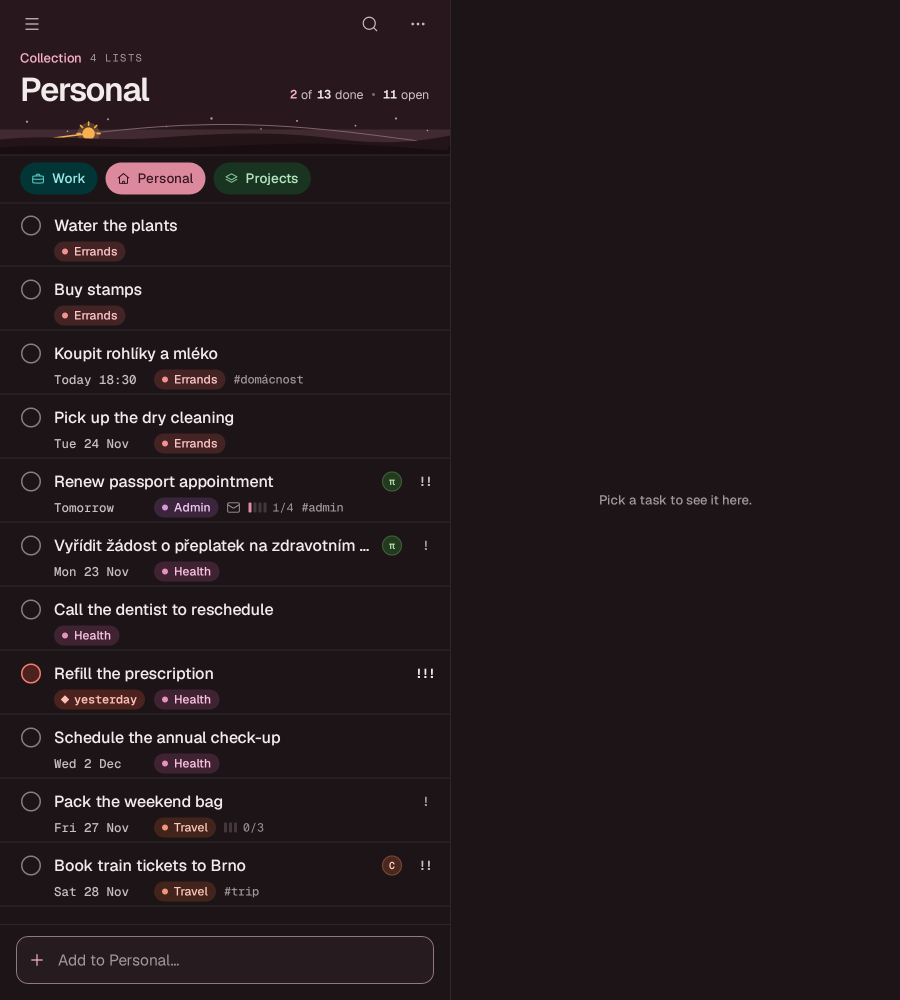 Collection 4 LISTS
Personal
2 of 13 done • 11 open
Work Personal Projects
Water the plants
Errands
Buy stamps
Errands
Koupit rohlíky a mléko
Today 18:30 Errands #domácnost
Pick up the dry cleaning
Tue 24 Nov Errands
Renew passport appointment π !!
Tomorrow Admin 1/4 #admin
Vyřídit žádost o přeplatek na zdravotním … π !
Mon 23 Nov Health
Call the dentist to reschedule
Health
Refill the prescription !!!
yesterday Health
Schedule the annual check-up
Wed 2 Dec Health
Pack the weekend bag !
Fri 27 Nov Travel 0/3
Book train tickets to Brno C !!
Sat 28 Nov Travel #trip
Add to Personal…
Pick a task to see it here.